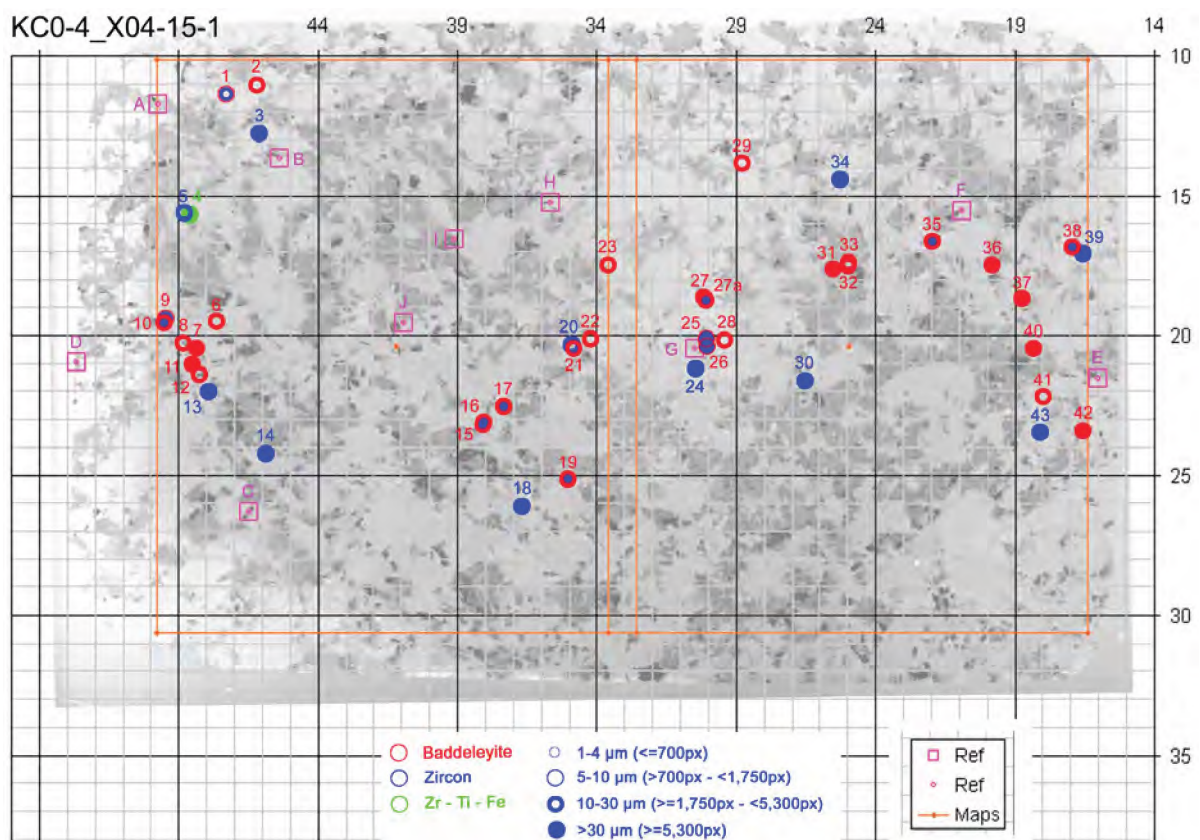 KC0-4_X04-15-1
44 39 34 29 24 19 14
10
1 2
A
3
B
29
34
15
H
F
5 4
I
35
38 39
23
33
31
36
32
27 27a
37
9
6
J
10 8 7
20 22
25 28
40
20
D
21
G
26
E
11
12
24
30
41
13
17
16
15
43
42
14
19
25
18
C
30
Baddeleyite
Zircon
Zr - Ti - Fe
1-4 µm (<=700px)
5-10 µm (>700px - <1,750px)
10-30 µm (>=1,750px - <5,300px)
>30 µm (>=5,300px)
Ref
Ref
Maps
35